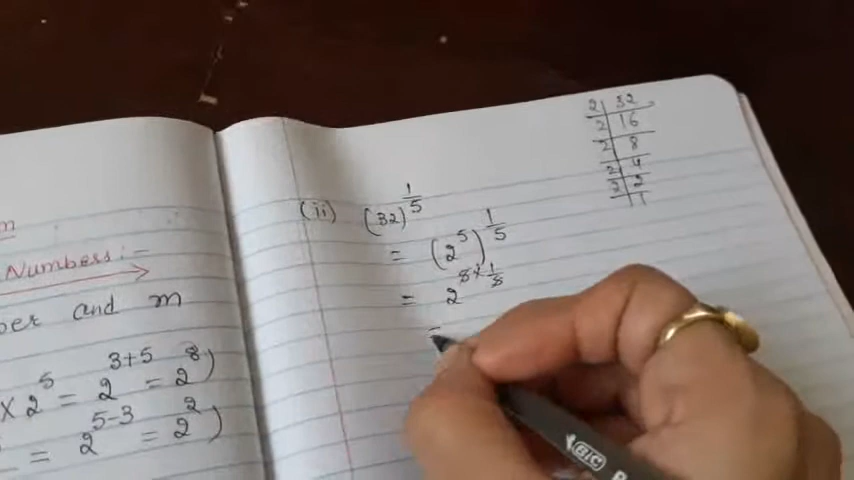 m
Numbers :-
er and m
× 2^5 = 2^{3+5} = 2^8)
= 2^{5-3} = 2^2)
(ii) (32)^{1/5}
= (2^5)^{1/5}
= 2^{5×1/5}
=
2 | 32
2 | 16
2 | 8
2 | 4
2 | 2
| 1
BIC